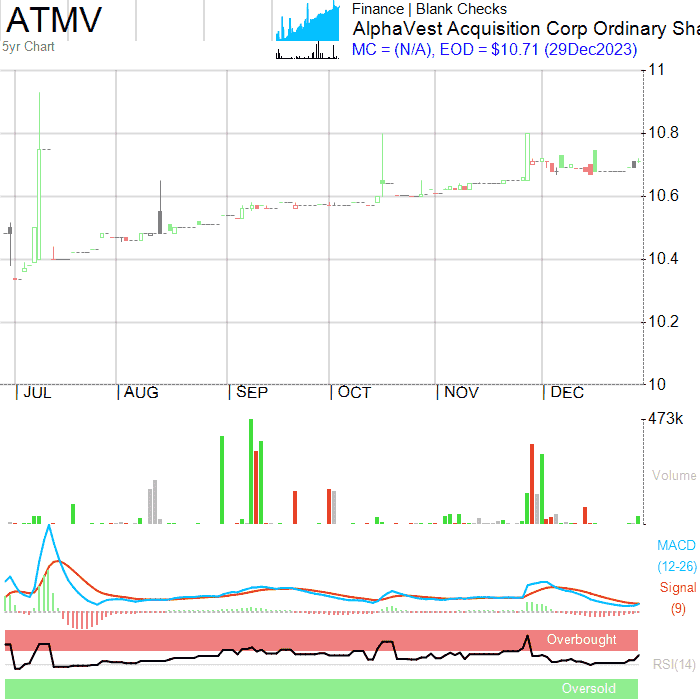 ATMV
5yr Chart
Finance | Blank Checks
AlphaVest Acquisition Corp Ordinary Sha
MC = (N/A), EOD = $10.71 (29Dec2023)
11
10.8
10.6
10.4
10.2
10
JUL AUG SEP OCT NOV DEC
473k
Volume
MACD
(12-26)
Signal
(9)
Overbought
RSI(14)
Oversold